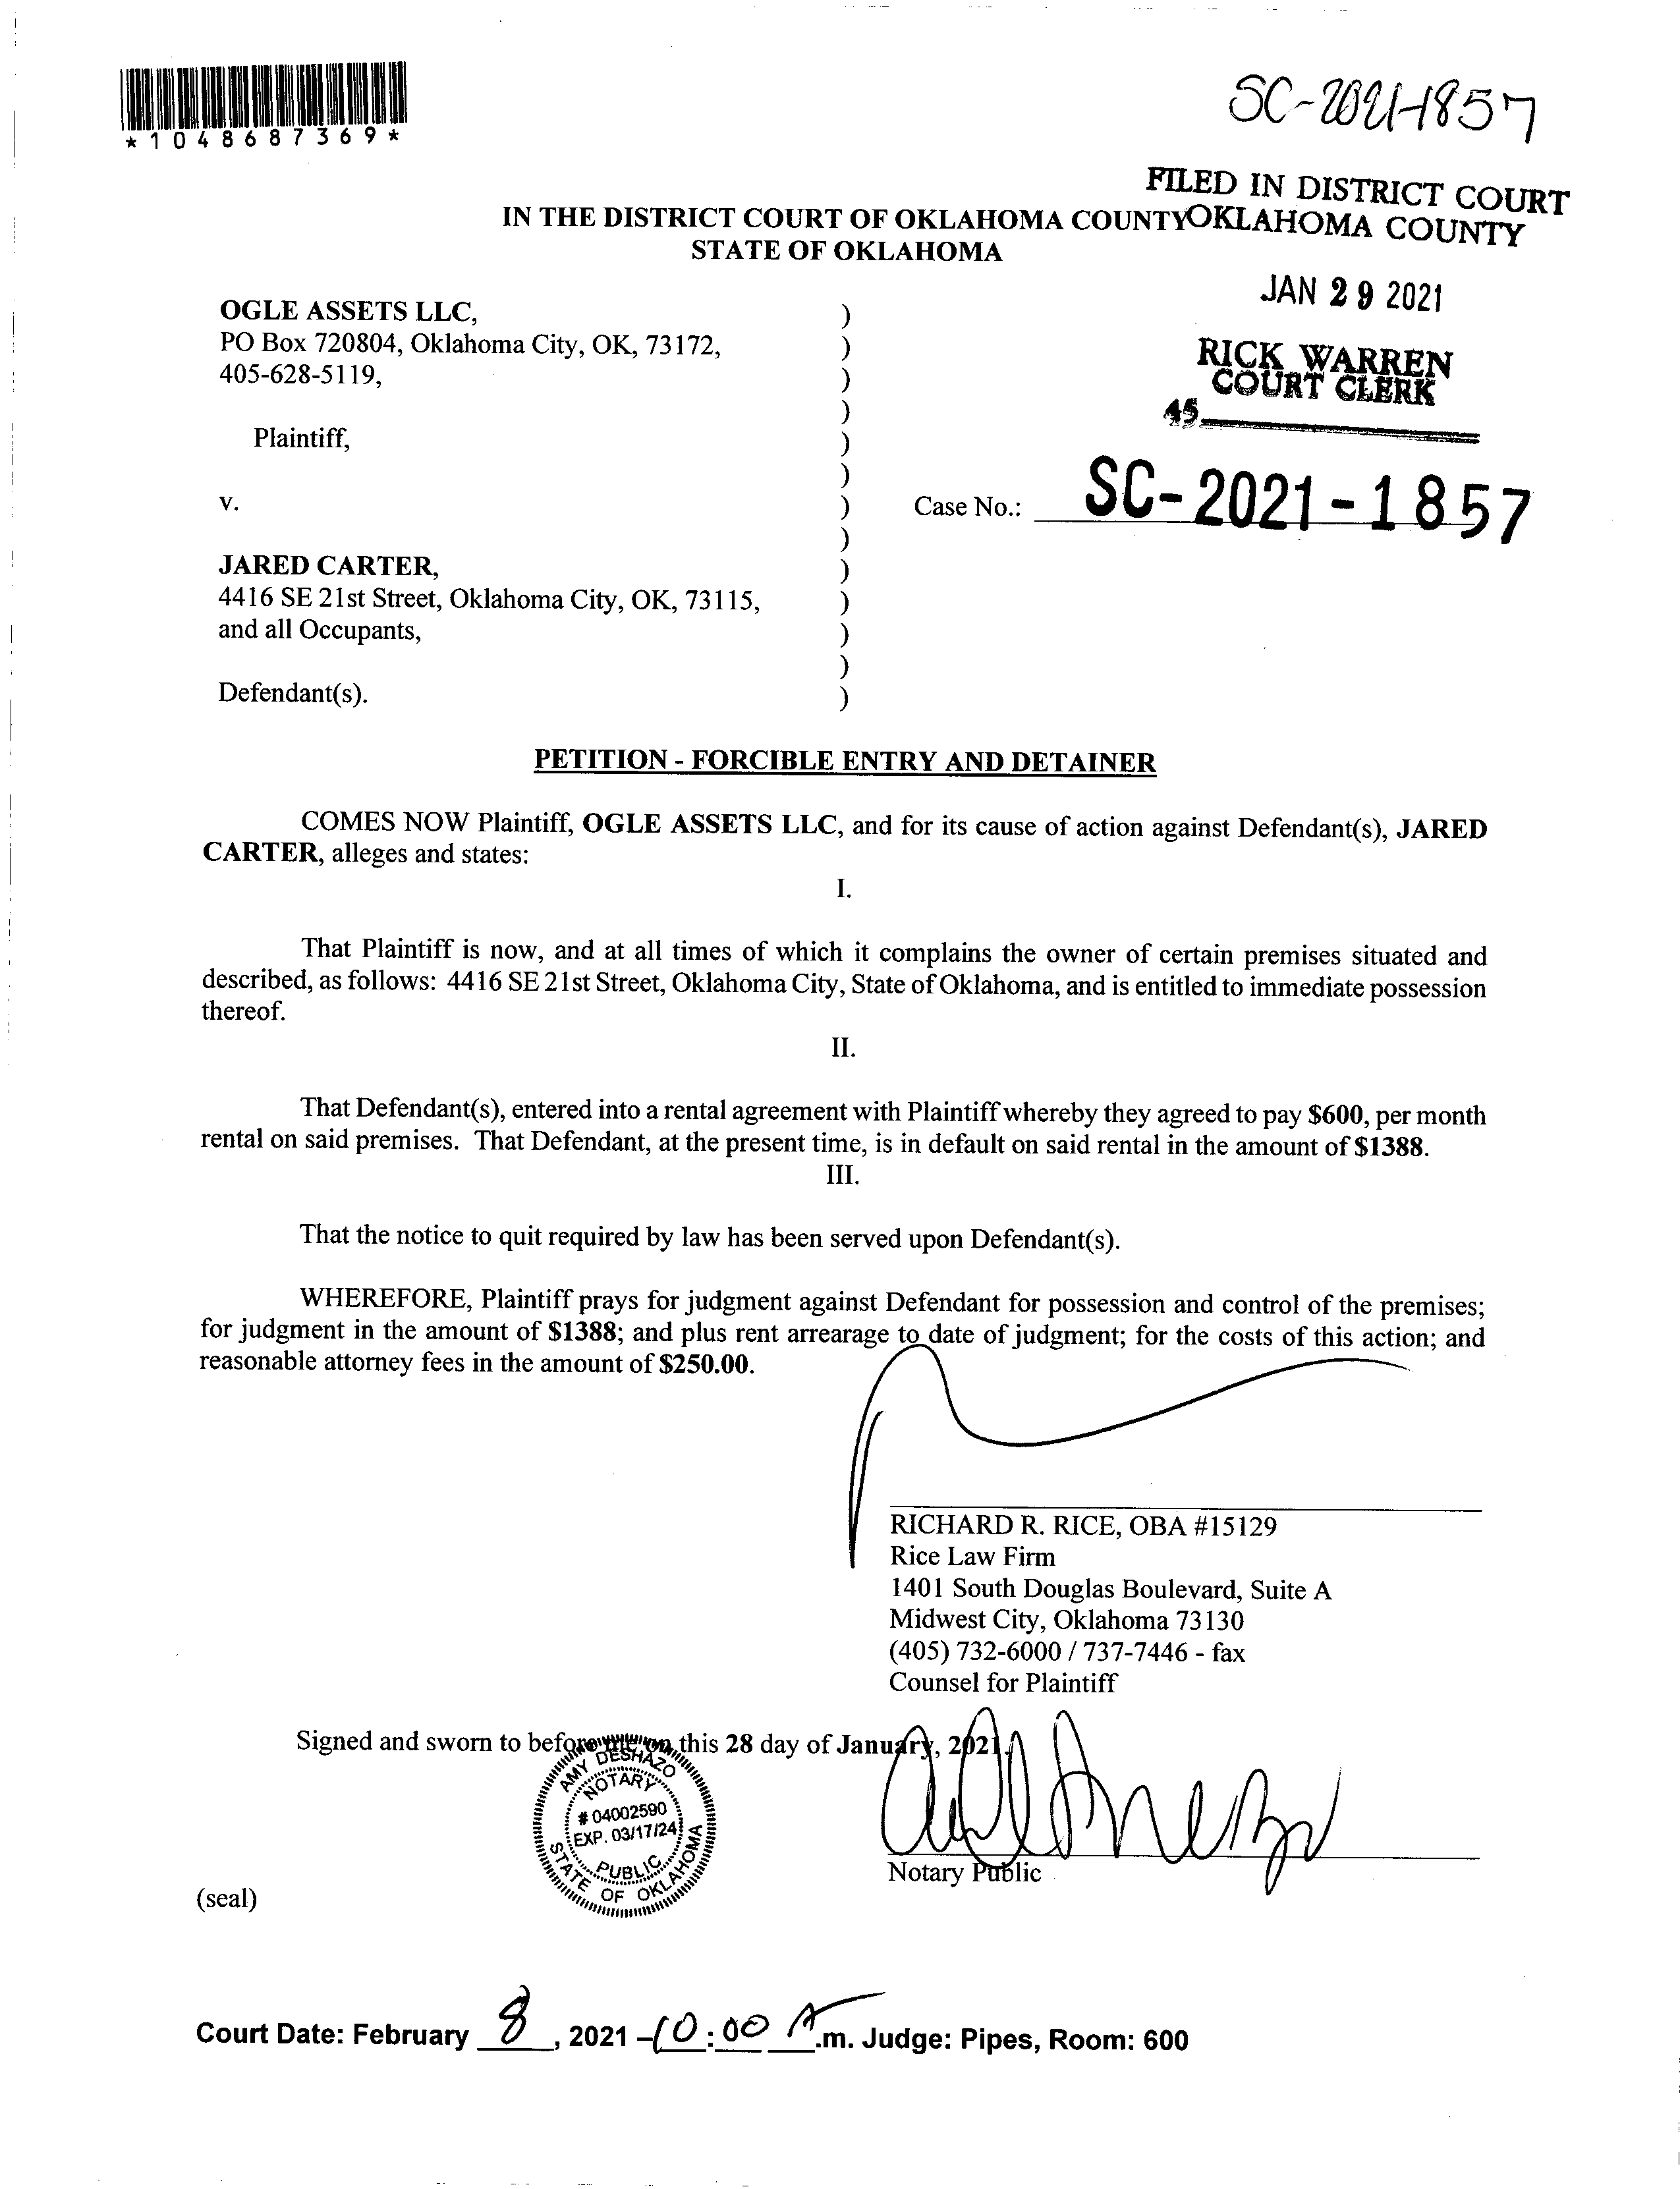 *1048687369*
SC-2021-1857
FILED IN DISTRICT COURT
OKLAHOMA COUNTY
IN THE DISTRICT COURT OF OKLAHOMA COUNTY
STATE OF OKLAHOMA
JAN 29 2021
RICK WARREN
COURT CLERK
45
OGLE ASSETS LLC, )
PO Box 720804, Oklahoma City, OK, 73172, )
405-628-5119, )
)
Plaintiff, )
)
v. ) Case No.: SC-2021-1857
)
JARED CARTER, )
4416 SE 21st Street, Oklahoma City, OK, 73115, )
and all Occupants, )
)
Defendant(s). )
PETITION - FORCIBLE ENTRY AND DETAINER
COMES NOW Plaintiff, OGLE ASSETS LLC, and for its cause of action against Defendant(s), JARED
CARTER, alleges and states:
I.
That Plaintiff is now, and at all times of which it complains the owner of certain premises situated and
described, as follows: 4416 SE 21st Street, Oklahoma City, State of Oklahoma, and is entitled to immediate possession
thereof.
II.
That Defendant(s), entered into a rental agreement with Plaintiff whereby they agreed to pay $600, per month
rental on said premises. That Defendant, at the present time, is in default on said rental in the amount of $1388.
III.
That the notice to quit required by law has been served upon Defendant(s).
WHEREFORE, Plaintiff prays for judgment against Defendant for possession and control of the premises;
for judgment in the amount of $1388; and plus rent arrearage to date of judgment; for the costs of this action; and
reasonable attorney fees in the amount of $250.00.
RICHARD R. RICE, OBA #15129
Rice Law Firm
1401 South Douglas Boulevard, Suite A
Midwest City, Oklahoma 73130
(405) 732-6000 / 737-7446 - fax
Counsel for Plaintiff
Signed and sworn to before me on this 28 day of January, 2021.
AMY DESHAZO
NOTARY
# 04002590
EXP. 03/17/24
PUBLIC
STATE OF OKLAHOMA
Notary Public
(seal)
Court Date: February 8, 2021 - 10:00 A.m. Judge: Pipes, Room: 600